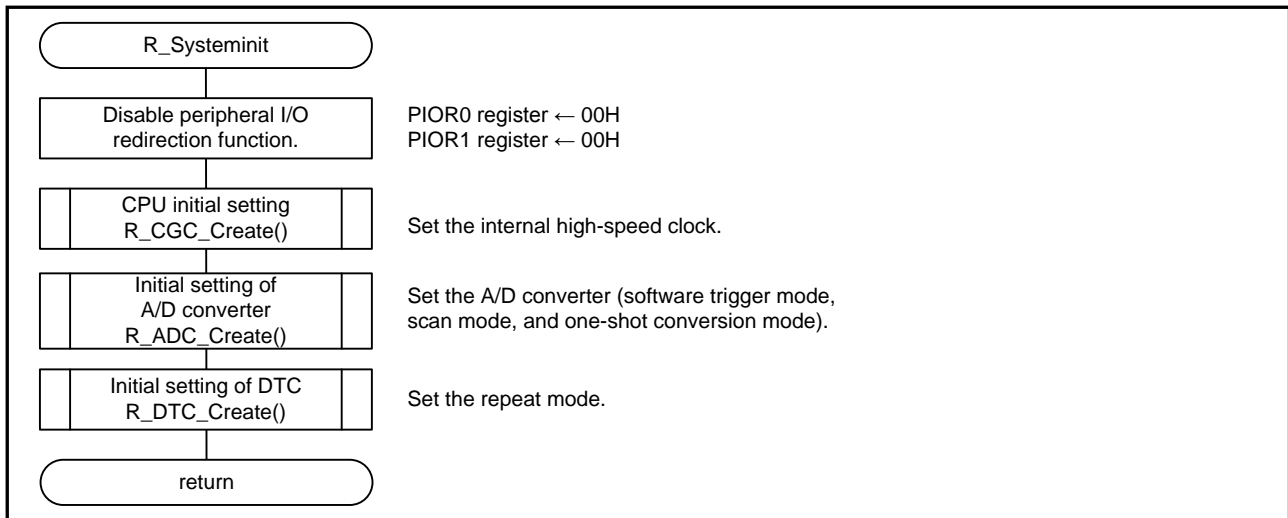 R_Systeminit
Disable peripheral I/O
redirection function.
PIOR0 register ← 00H
PIOR1 register ← 00H
CPU initial setting
R_CGC_Create()
Set the internal high-speed clock.
Initial setting of
A/D converter
R_ADC_Create()
Set the A/D converter (software trigger mode,
scan mode, and one-shot conversion mode).
Initial setting of DTC
R_DTC_Create()
Set the repeat mode.
return